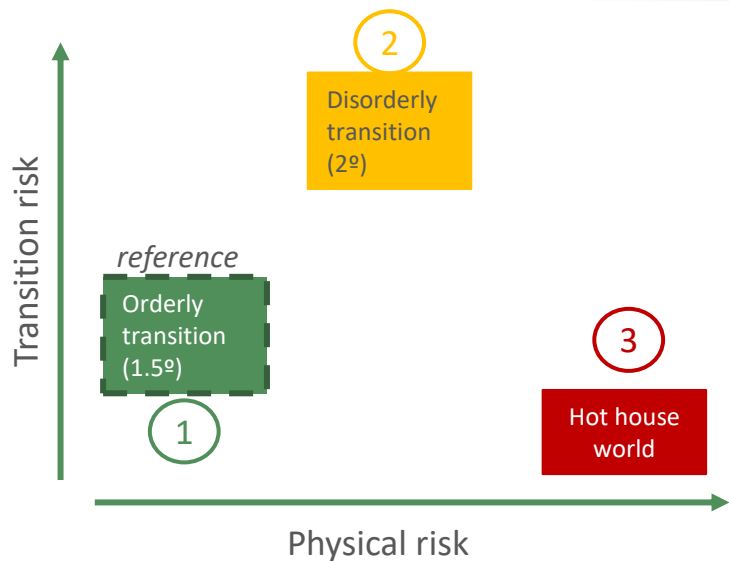 2
Disorderly
transition
(2º)
Transition risk
reference
Orderly
transition
(1.5º)
1
3
Hot house
world
Physical risk